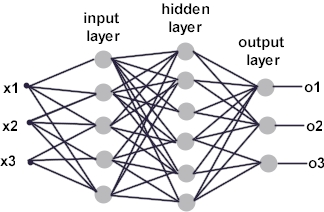 input
layer
hidden
layer
output
layer
x1
x2
x3
o1
o2
o3